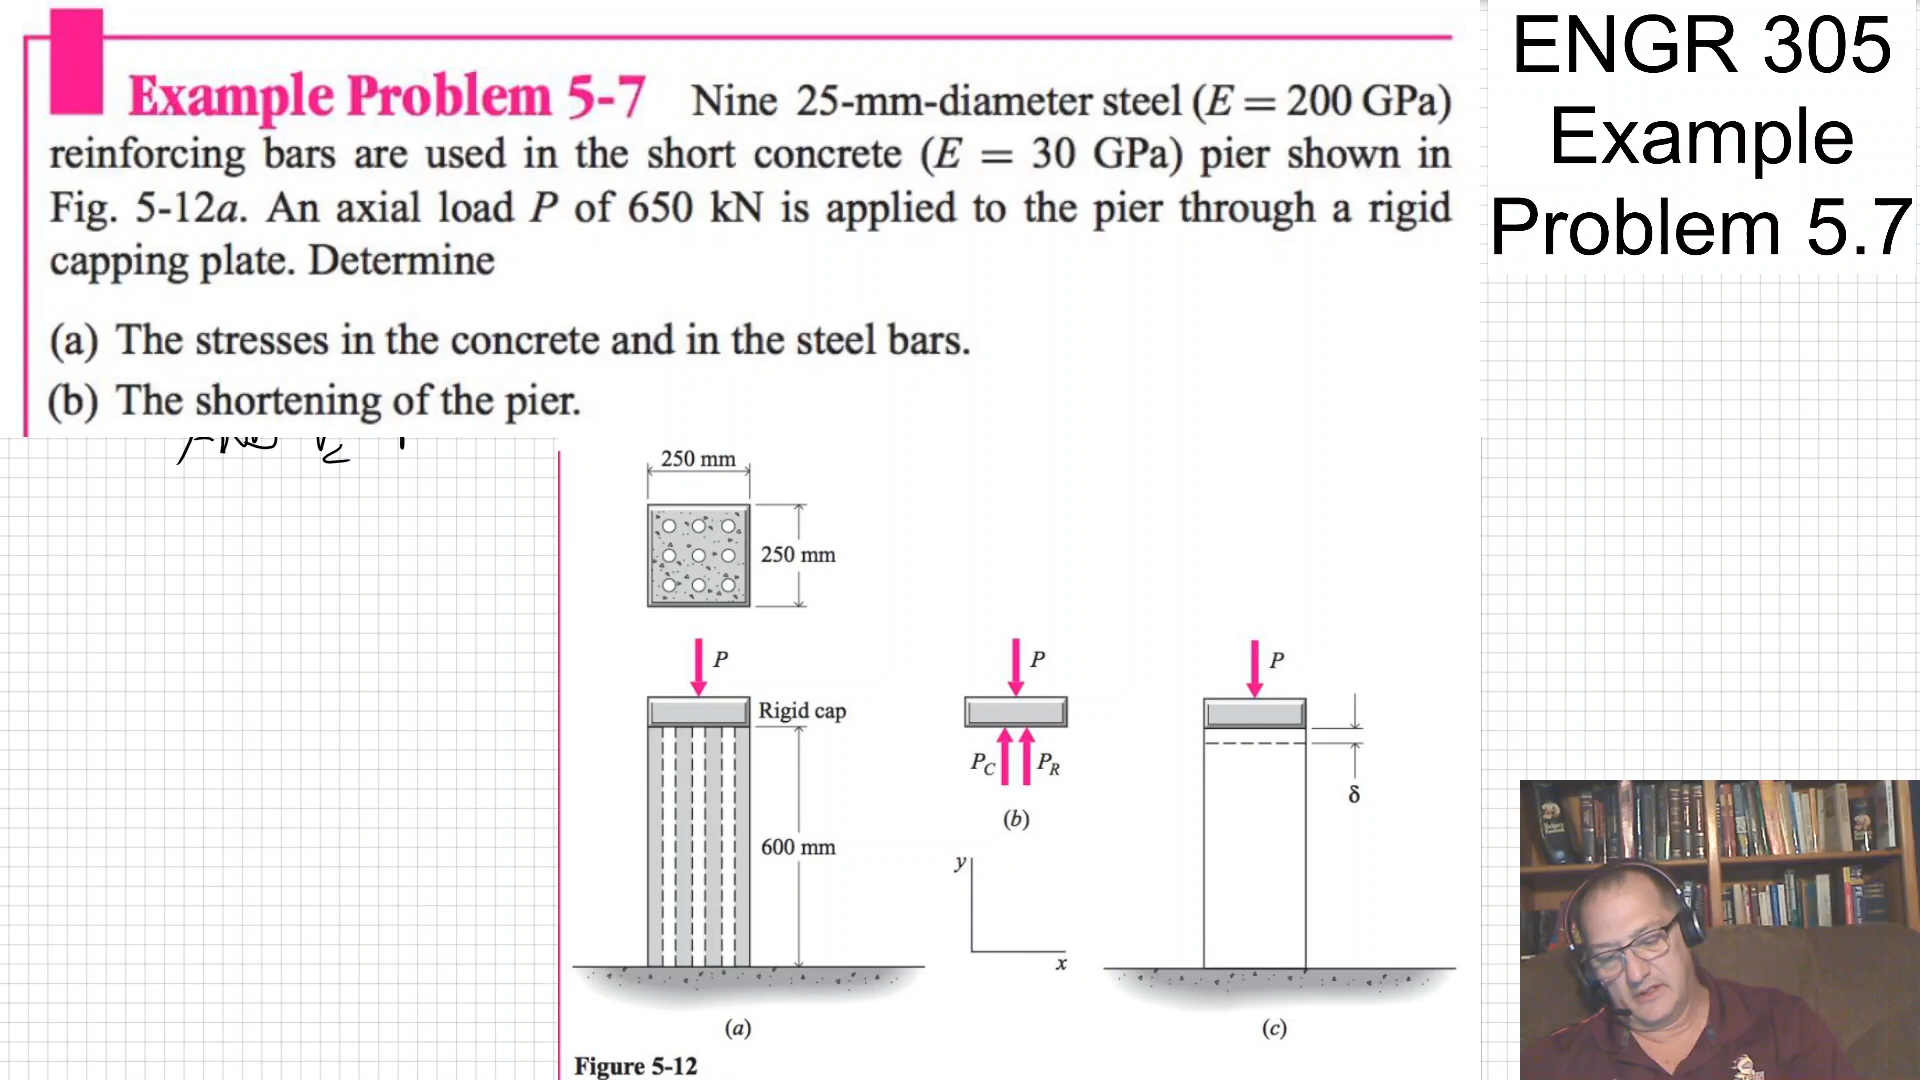 Example Problem 5-7 Nine 25-mm-diameter steel (E = 200 GPa)
reinforcing bars are used in the short concrete (E = 30 GPa) pier shown in
Fig. 5-12a. An axial load P of 650 kN is applied to the pier through a rigid
capping plate. Determine
(a) The stresses in the concrete and in the steel bars.
(b) The shortening of the pier.
ENGR 305
Example
Problem 5.7
250 mm
250 mm
P
Rigid cap
600 mm
(a)
P
P_C
P_R
(b)
y
x
P
δ
(c)
Figure 5-12